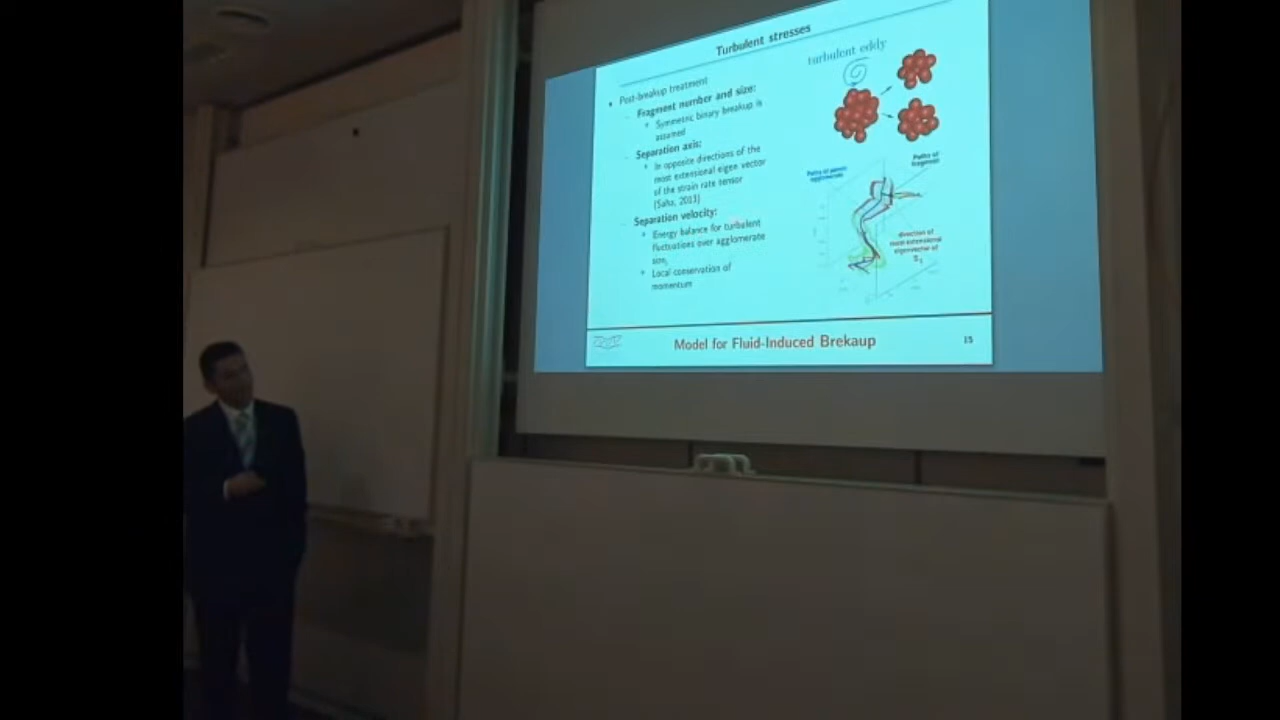 Turbulent stresses
Post-breakup treatment
Fragment number and size:
Symmetric binary breakup is
assumed
Separation axis:
In opposite directions of the
most extensional eigen vector
of the strain rate tensor
(Saha, 2013)
Separation velocity:
Energy balance for turbulent
fluctuations over agglomerate
size,
Local conservation of
momentum
turbulent eddy
Paths of parent
agglomerate
Paths of
fragments
direction of
most extensional
eigenvector of
Model for Fluid-Induced Brekaup
15